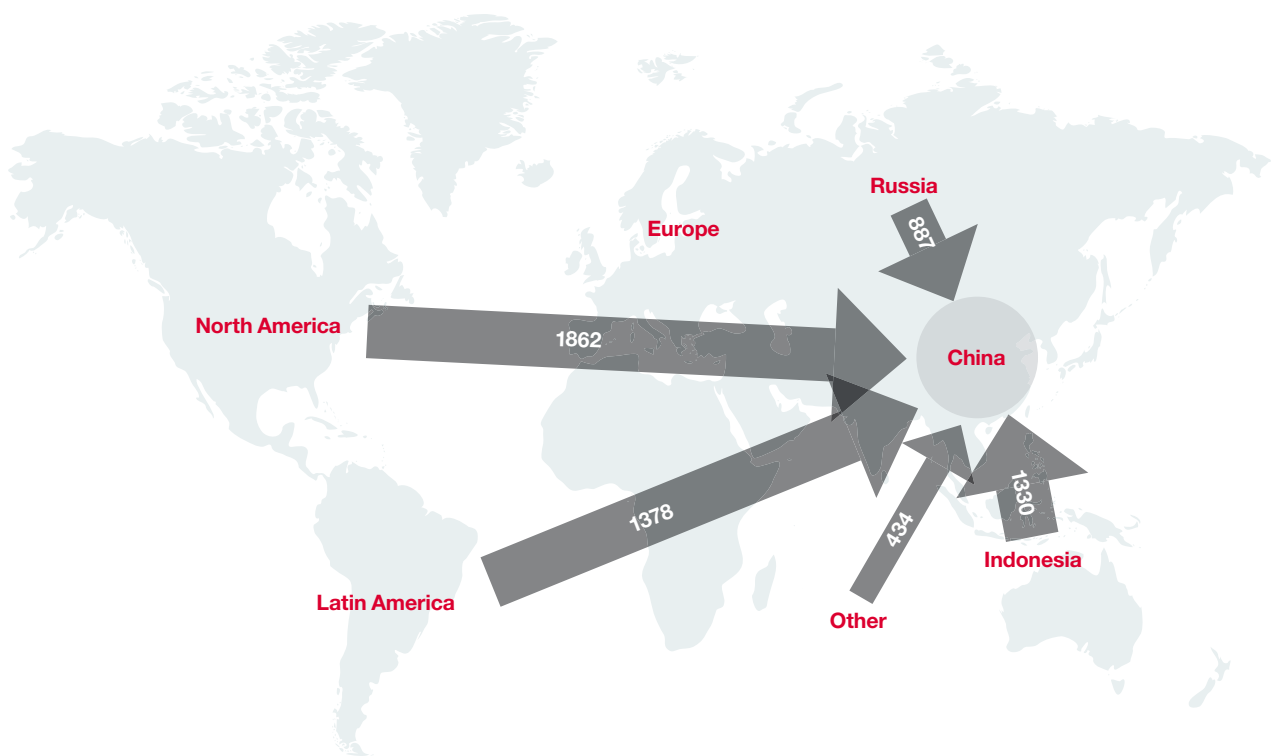 Russia
887
Europe
North America
1862
China
1378
434
1330
Indonesia
Latin America
Other